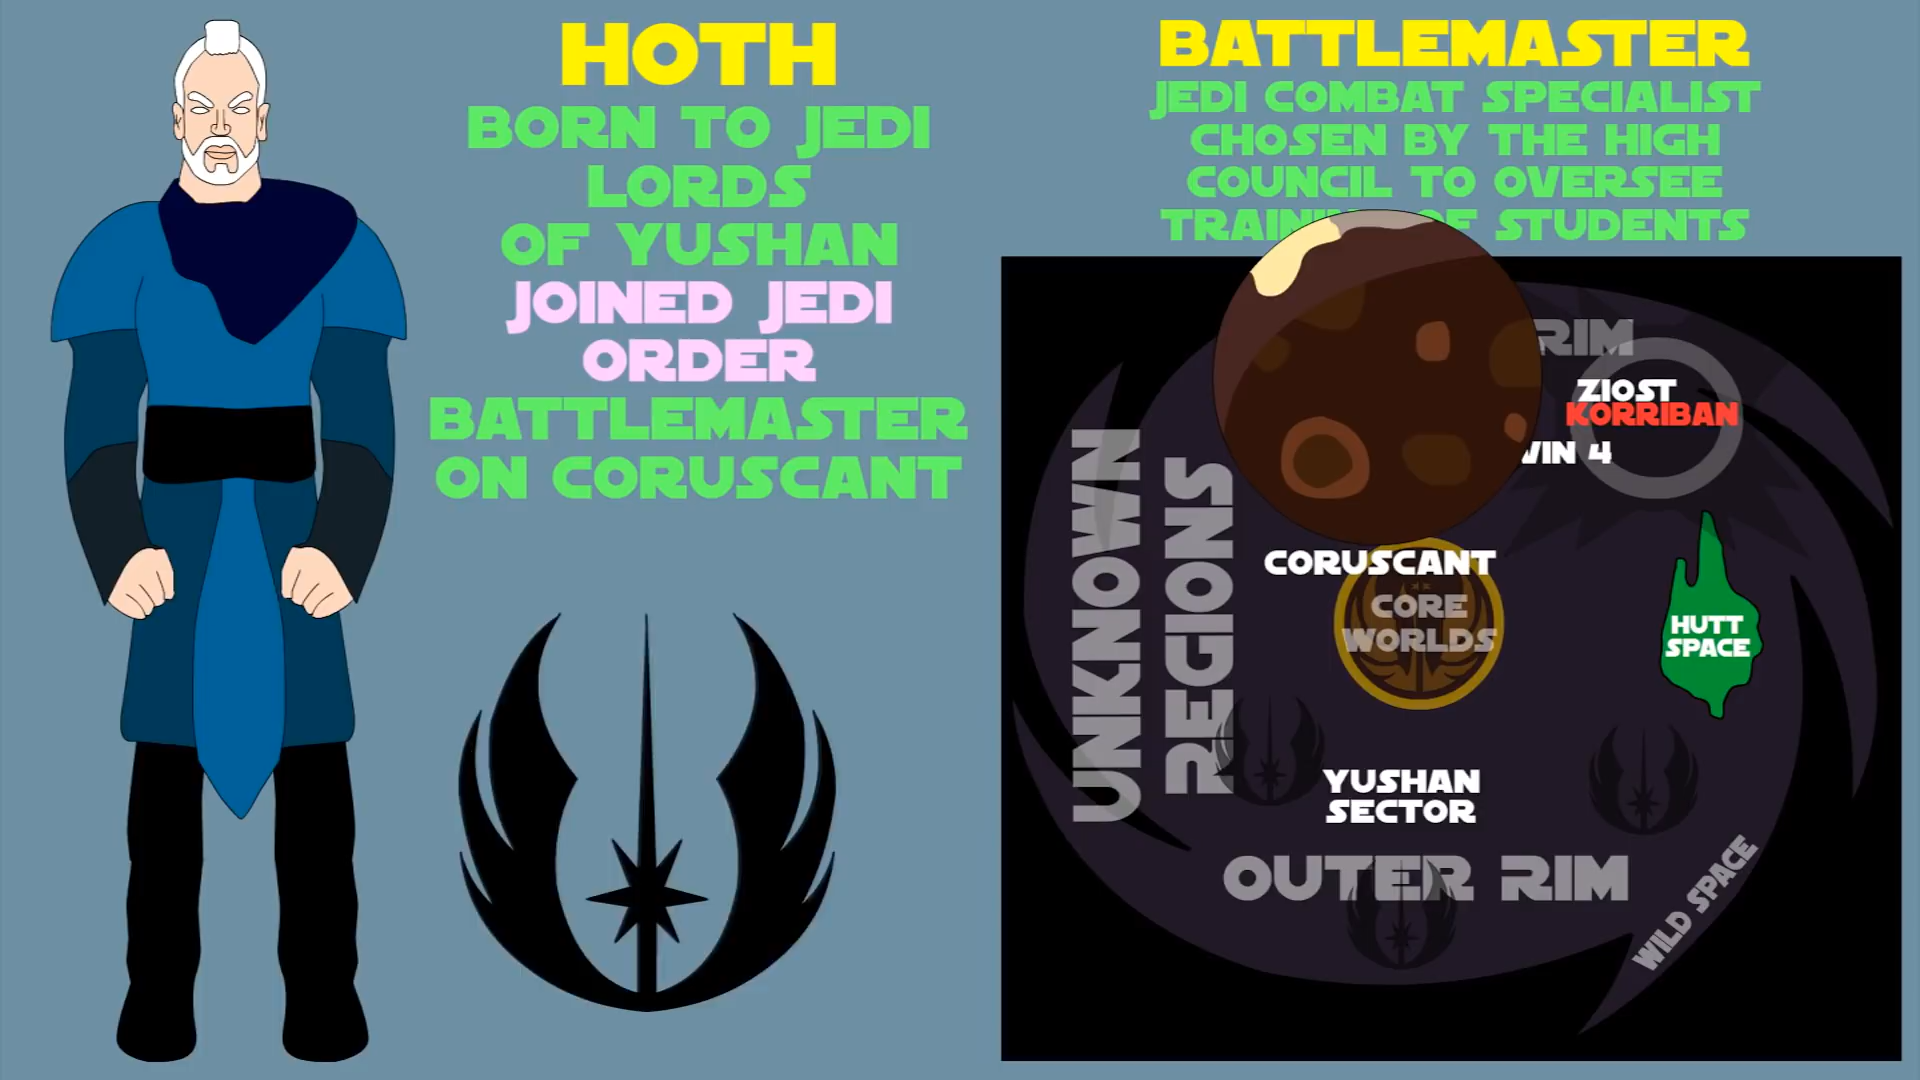 HOTH
BORN TO JEDI
LORDS
OF YUSHAN
JOINED JEDI
ORDER
BATTLEMASTER
ON CORUSCANT
BATTLEMASTER
JEDI COMBAT SPECIALIST
CHOSEN BY THE HIGH
COUNCIL TO OVERSEE
OF STUDENTS
RIM
ZIOST
KORRIBAN
4
UNKNOWN
REGIONS
CORUSCANT
CORE
WORLDS
HUTT
SPACE
YUSHAN
SECTOR
OUTER RIM
WILD SPACE